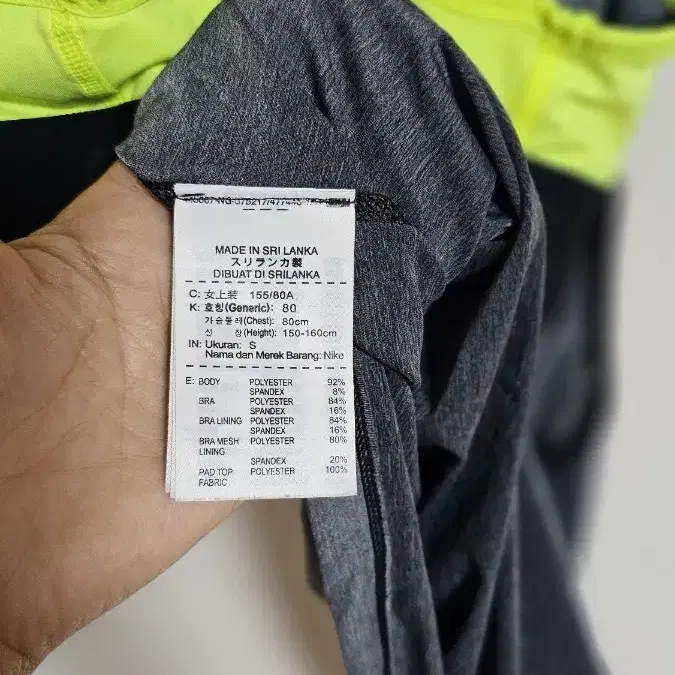 MADE IN SRI LANKA
スリランカ製
DIBUAT DI SRILANKA
C: 女上装 155/80A
K: 호칭(Generic): 80
가슴둘레(Chest): 80cm
신 장(Height): 150-160cm
IN: Ukuran: S
Nama dan Merek Barang: Nike
E: BODY POLYESTER 92%
SPANDEX 8%
BRA POLYESTER 84%
SPANDEX 16%
BRA LINING POLYESTER 84%
SPANDEX 16%
BRA MESH POLYESTER 80%
LINING
SPANDEX 20%
PAD TOP POLYESTER 100%
FABRIC